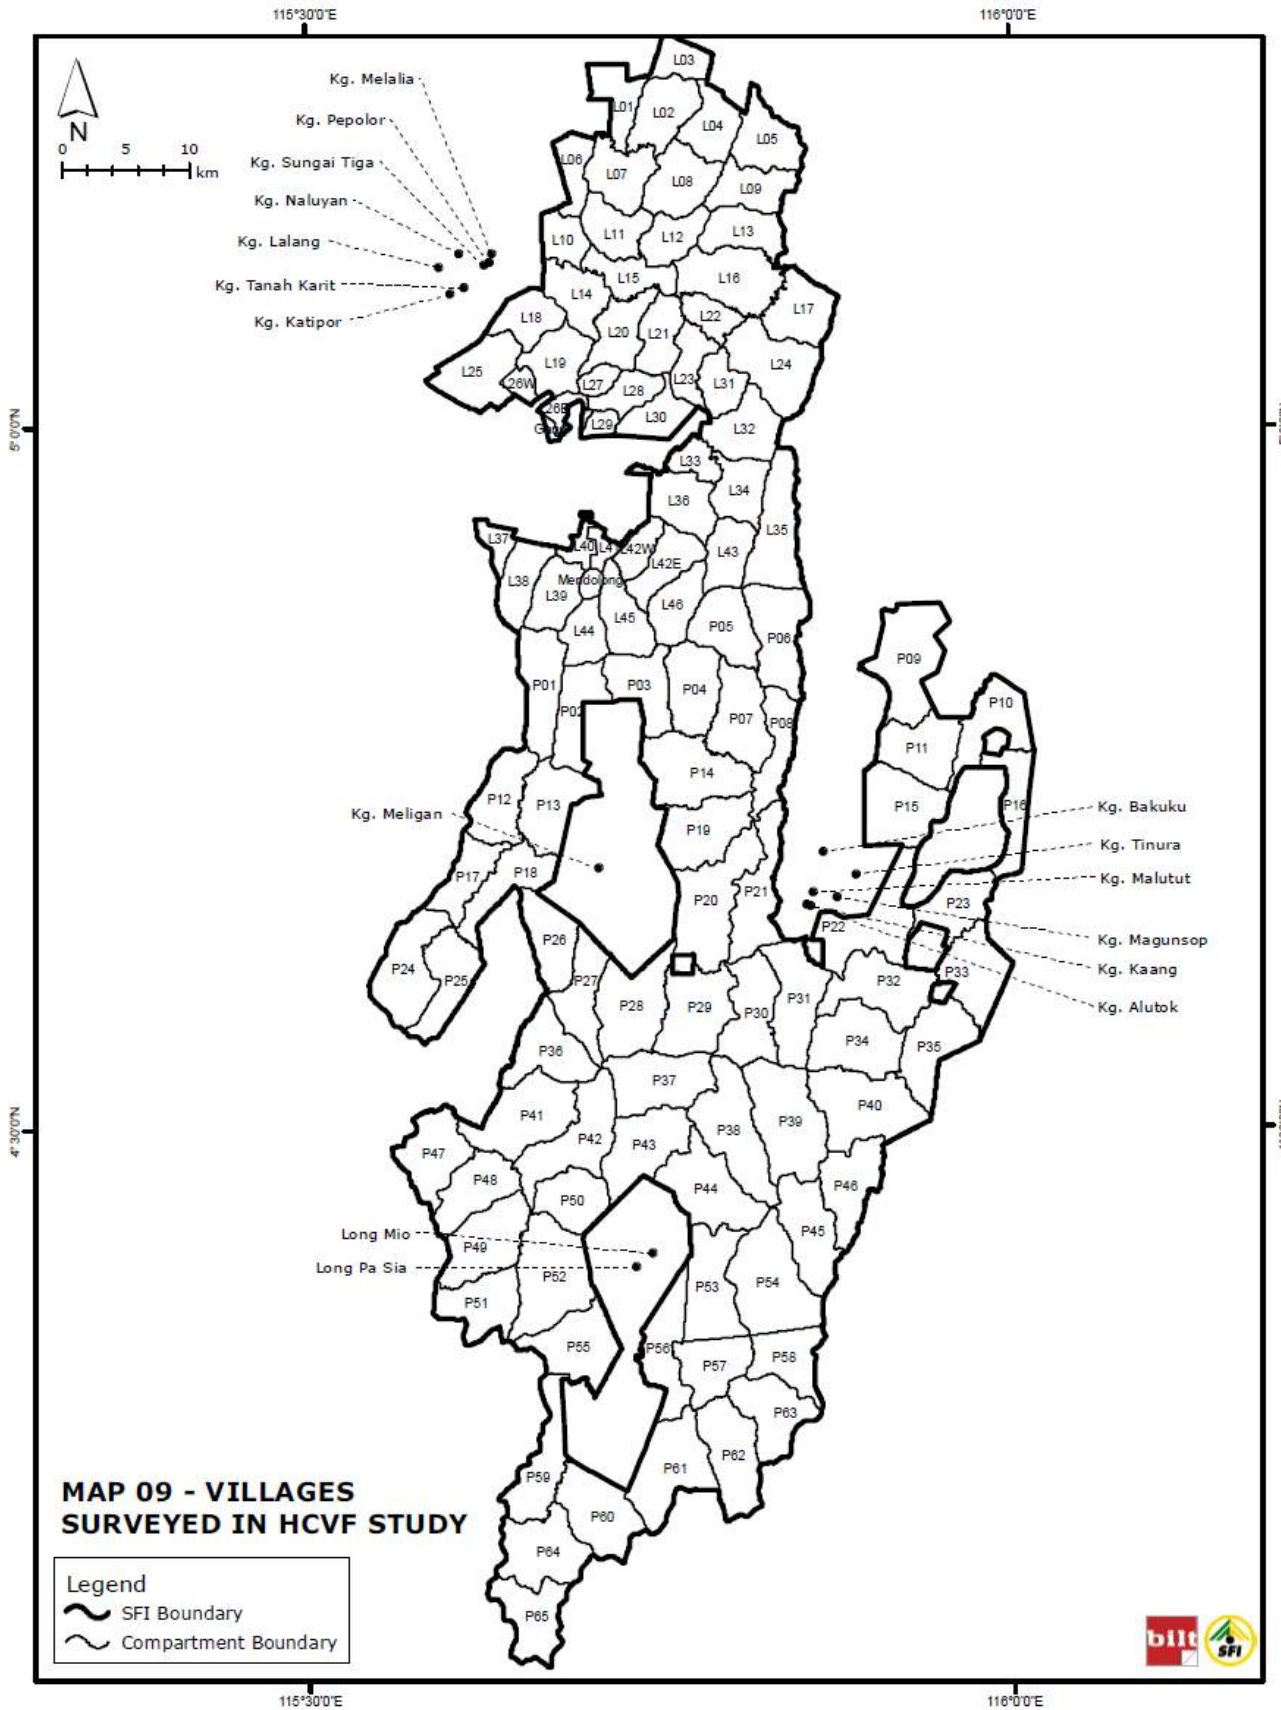 115°30'0"E
116°0'0"E
Kg. Melalia
Kg. Pepolor
Kg. Sungai Tiga
Kg. Naluyan
Kg. Lalang
Kg. Tanah Karit
Kg. Katipor
N
0 5 10
km
L03
L01
L02
L04
L05
L06
L07
L08
L09
L10
L11
L12
L13
L14
L15
L16
L17
L18
L19
L20
L21
L22
L23
L24
L25
L26W
L27
L28
L29
L30
L31
L32
5°0'0"N
L33
L34
L35
L36
L37
L38
L39
L40
L42W
L42E
L43
Mendolong
L44
L45
L46
P01
P02
P03
P04
P05
P06
P07
P08
P09
P10
P11
P12
P13
P14
P15
P16
Kg. Meligan
Kg. Bakuku
Kg. Tinura
Kg. Malutut
Kg. Magunsop
Kg. Kaang
Kg. Alutok
P17
P18
P19
P20
P21
P22
P23
P24
P25
P26
P27
P28
P29
P30
P31
P32
P33
P34
P35
P36
P37
P38
P39
P40
4°30'0"N
P41
P42
P43
P44
P45
P46
P47
P48
P49
P50
P51
P52
P53
P54
Long Mio
Long Pa Sia
P55
P56
P57
P58
P59
P60
P61
P62
P63
P64
P65
MAP 09 - VILLAGES
SURVEYED IN HCVF STUDY
Legend
SFI Boundary
Compartment Boundary
bilt
SFI
115°30'0"E
116°0'0"E